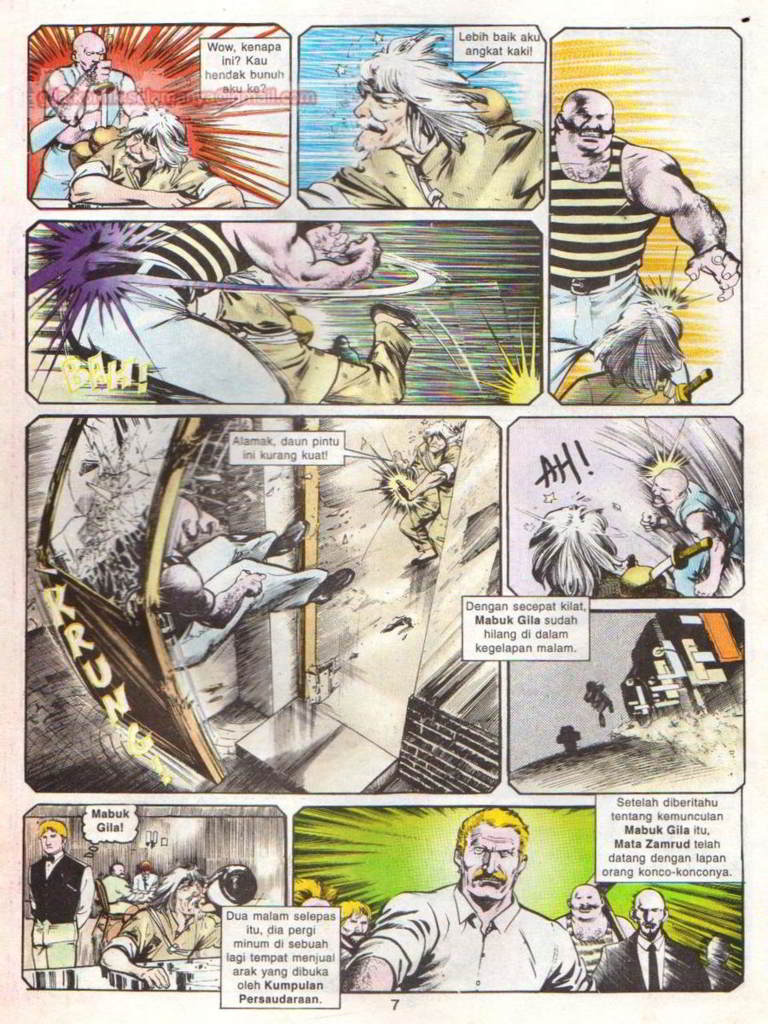 Wow, kenapa
ini? Kau
hendak bunuh
aku ke?
Lebih baik aku
angkat kaki!
BAH!
Alamak, daun pintu
ini kurang kuat!
AH!
Dengan secepat kilat,
Mabuk Gila sudah
hilang di dalam
kegelapan malam.
Mabuk
Gila!
Dua malam selepas
itu, dia pergi
minum di sebuah
lagi tempat menjual
arak yang dibuka
oleh Kumpulan
Persaudaraan.
Setelah diberitahu
tentang kemunculan
Mabuk Gila itu,
Mata Zamrud telah
datang dengan lapan
orang konco-konconya.
7